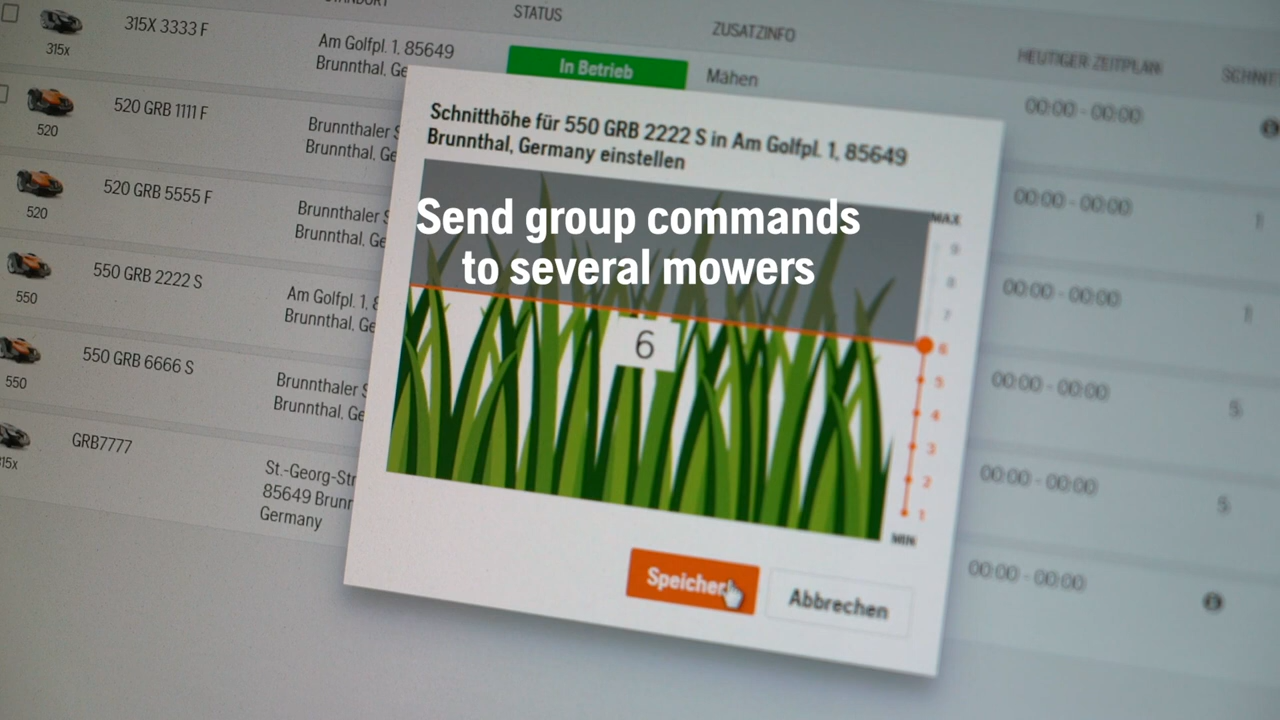 STATUS
ZUSATZINFO
HEUTIGER ZEITPLAN
315x
315X 3333 F
Am Golfpl. 1, 85649
Brunnthal, Ge
In Betrieb
Mähen
00:00 - 00:00
520
520 GRB 1111 F
Brunnthaler S
Brunnthal, Ge
00:00 - 00:00
520
520 GRB 5555 F
Brunnthaler S
Brunnthal, Ge
00:00 - 00:00
550
550 GRB 2222 S
Am Golfpl. 1, 8
Brunnthal, Ge
00:00 - 00:00
5
550
550 GRB 6666 S
Brunnthaler S
Brunnthal, Ge
00:00 - 00:00
5
15x
GRB7777
St.-Georg-Str
85649 Brunn
Germany
00:00 - 00:00
Schnitthöhe für 550 GRB 2222 S in Am Golfpl. 1, 85649
Brunnthal, Germany einstellen
Send group commands
to several mowers
MAX
9
8
7
6
5
4
3
2
1
MIN
6
Speicher
Abbrechen